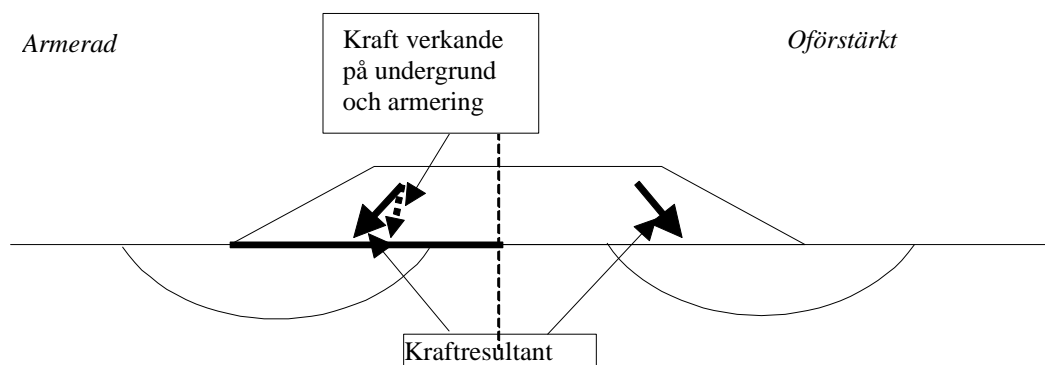 Armerad
Kraft verkande
på undergrund
och armering
Oförstärkt
Kraftresultant